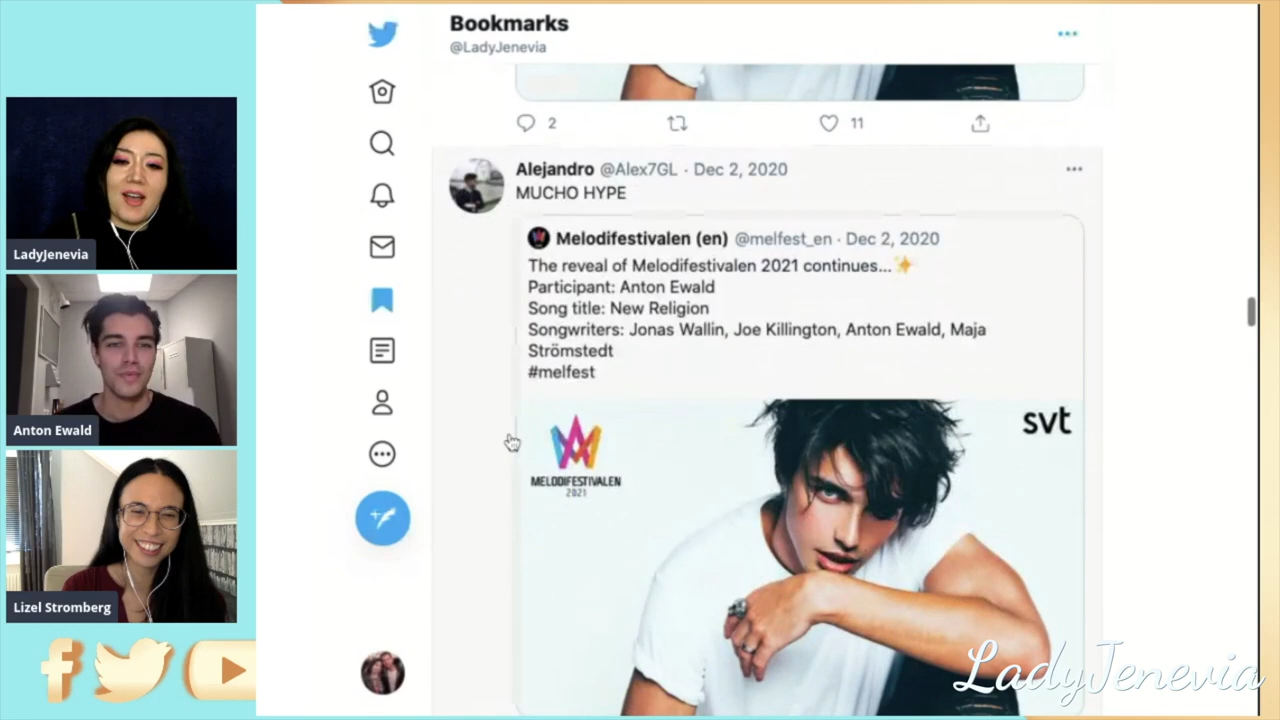 Bookmarks
@LadyJenevia
2
11
Alejandro @Alex7GL · Dec 2, 2020
MUCHO HYPE
Melodifestivalen (en) @melfest_en · Dec 2, 2020
The reveal of Melodifestivalen 2021 continues...✨
Participant: Anton Ewald
Song title: New Religion
Songwriters: Jonas Wallin, Joe Killington, Anton Ewald, Maja
Strömstedt
#melfest
svt
MELODIFESTIVALEN
2021
LadyJenevia
Anton Ewald
Lizel Stromberg
LadyJenevia